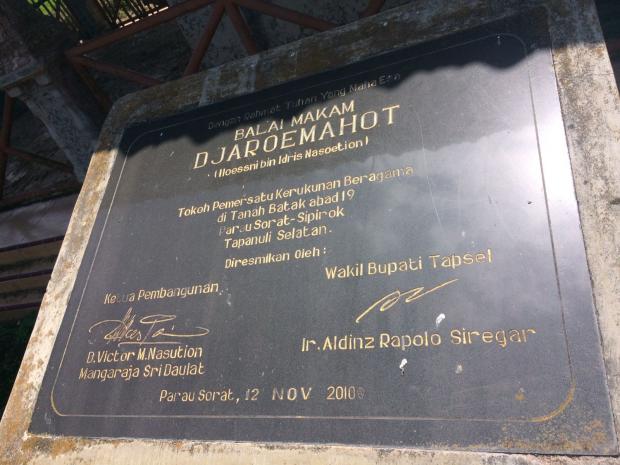 Dengan Rahmat Tuhan Yang Maha Esa
BALAI MAKAM
DJAROEMAHOT
(Hoessni bin Idris Nasoetion)
Tokoh Pemersatu Kerukunan Beragama
di Tanah Batak abad 19
Parau Sorat-Sipirok
Tapanuli Selatan.
Diresmikan Oleh:
Ketua Pembangunan
D.Victor M.Nasution
Mangaraja Sri Daulat
Wakil Bupati Tapsel
Ir.Aldinz Rapolo Siregar
Parau Sorat, 12 NOV 2010